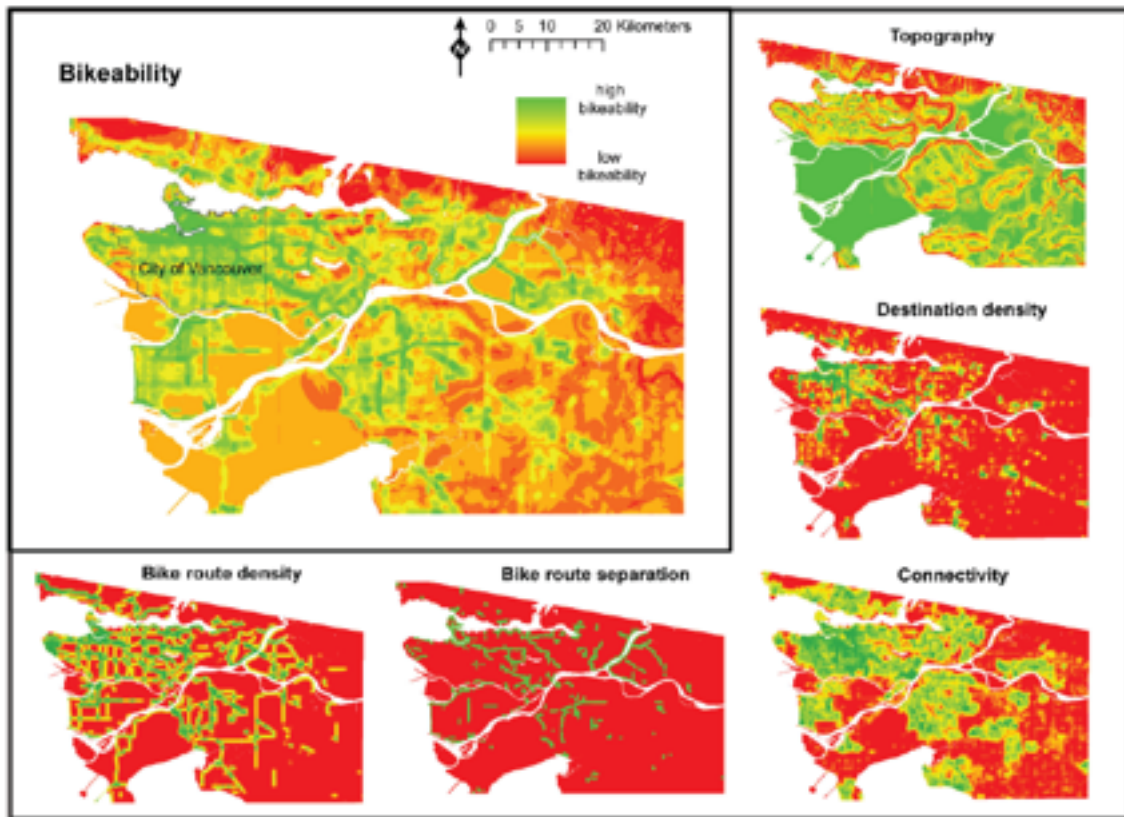 Bikeability
N
0 5 10 20 Kilometers
high
bikeability
low
bikeability
City of Vancouver
Topography
Destination density
Bike route density
Bike route separation
Connectivity